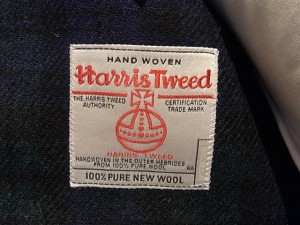 HAND WOVEN
Harris Tweed
THE HARRIS TWEED CERTIFICATION
AUTHORITY TRADE MARK
HARRIS TWEED
HANDWOVEN IN THE OUTER HEBRIDES
FROM 100% PURE WOOL AA
100% PURE NEW WOOL